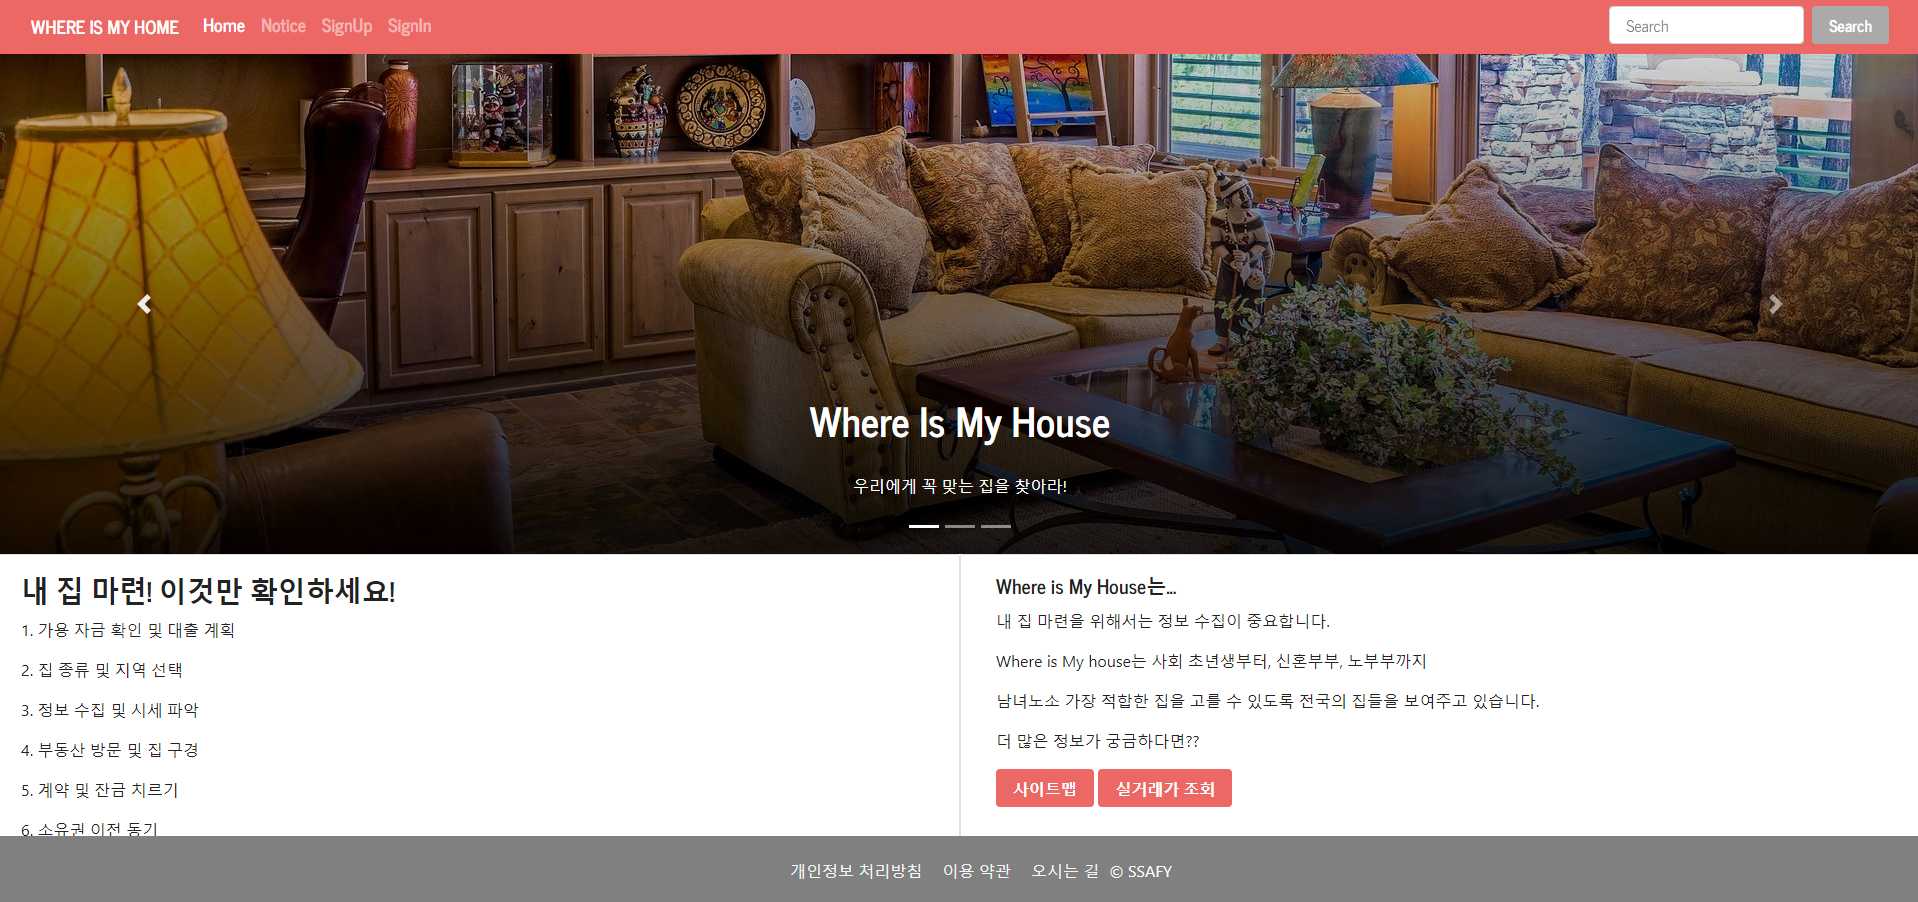 WHERE IS MY HOME Home Notice SignUp SignIn Search Search
Where Is My House
우리에게 꼭 맞는 집을 찾아라!
내 집 마련! 이것만 확인하세요!
1. 가용 자금 확인 및 대출 계획
2. 집 종류 및 지역 선택
3. 정보 수집 및 시세 파악
4. 부동산 방문 및 집 구경
5. 계약 및 잔금 치르기
6. 소유권 이전 등기
Where is My House는...
내 집 마련을 위해서는 정보 수집이 중요합니다.
Where is My house는 사회 초년생부터, 신혼부부, 노부부까지
남녀노소 가장 적합한 집을 고를 수 있도록 전국의 집들을 보여주고 있습니다.
더 많은 정보가 궁금하다면??
사이트맵 실거래가 조회
개인정보 처리방침 이용 약관 오시는 길 © SSAFY